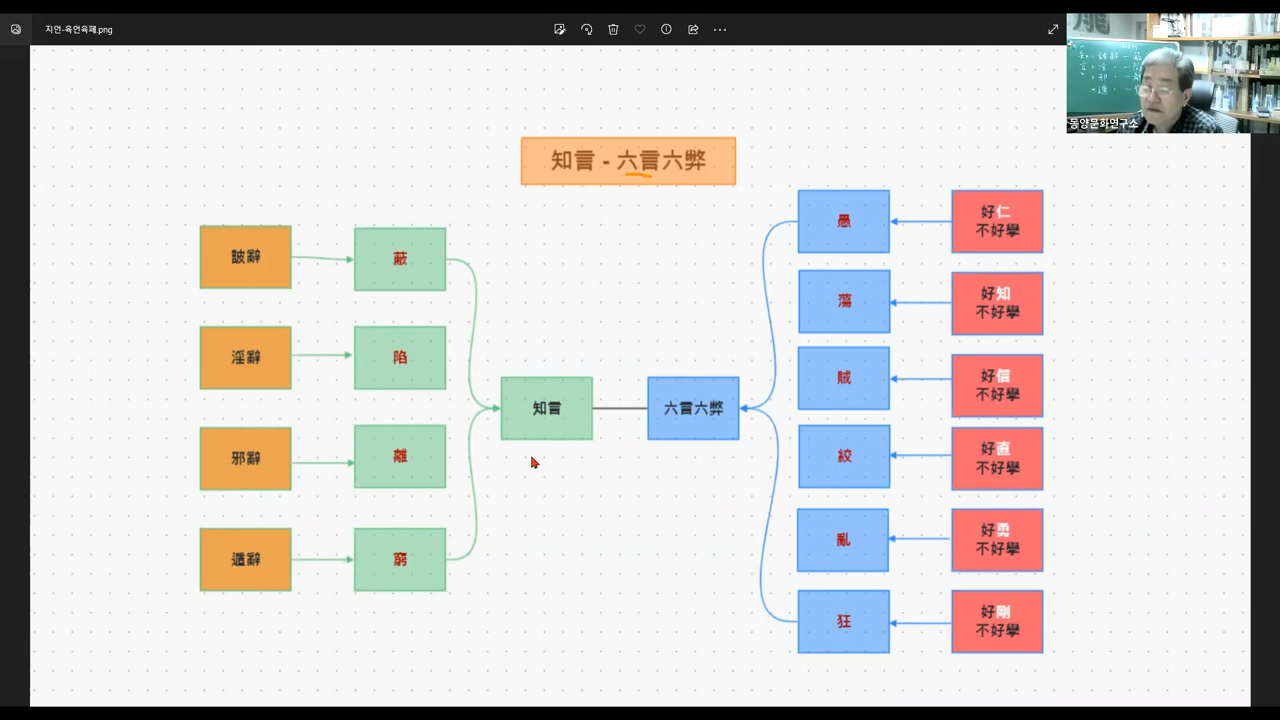 지언-육언육폐.png
동양문화연구소
知言 - 六言六弊
詖辭
蔽
淫辭
陷
邪辭
離
遁辭
窮
知言
六言六弊
愚
好仁
不好學
蕩
好知
不好學
賊
好信
不好學
絞
好直
不好學
亂
好勇
不好學
狂
好剛
不好學